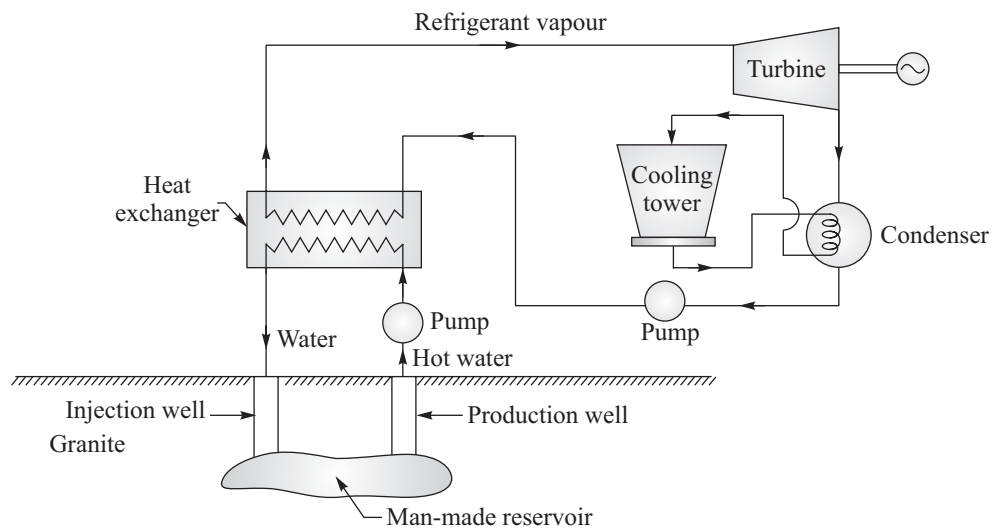 Refrigerant vapour
Turbine
Cooling
tower
Heat
exchanger
Condenser
Pump
Pump
Water
Hot water
Injection well
Production well
Granite
Man-made reservoir